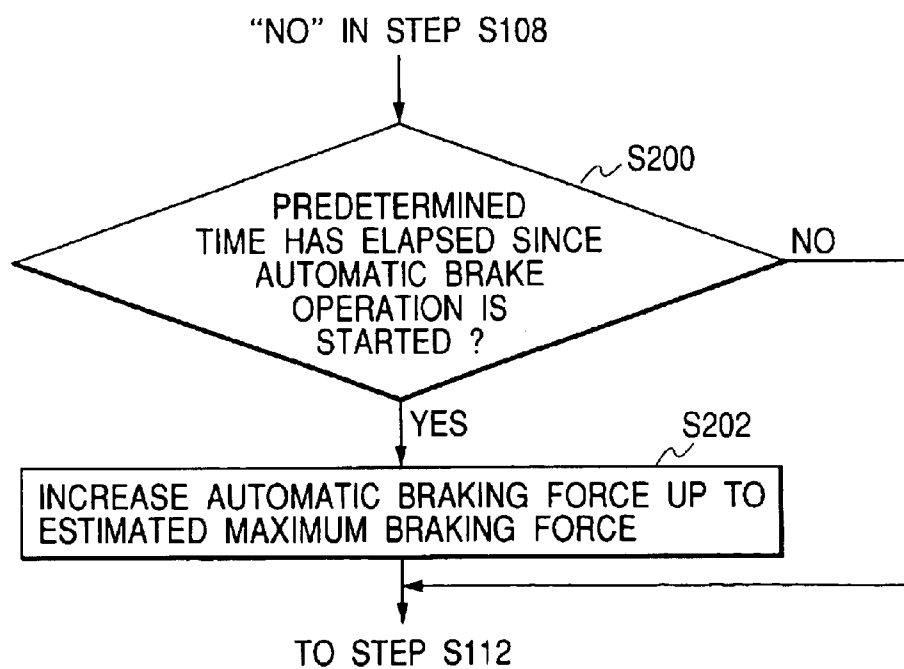 “NO” IN STEP S108
S200
PREDETERMINED
TIME HAS ELAPSED SINCE
AUTOMATIC BRAKE
OPERATION IS
STARTED ?
NO
YES
S202
INCREASE AUTOMATIC BRAKING FORCE UP TO
ESTIMATED MAXIMUM BRAKING FORCE
TO STEP S112